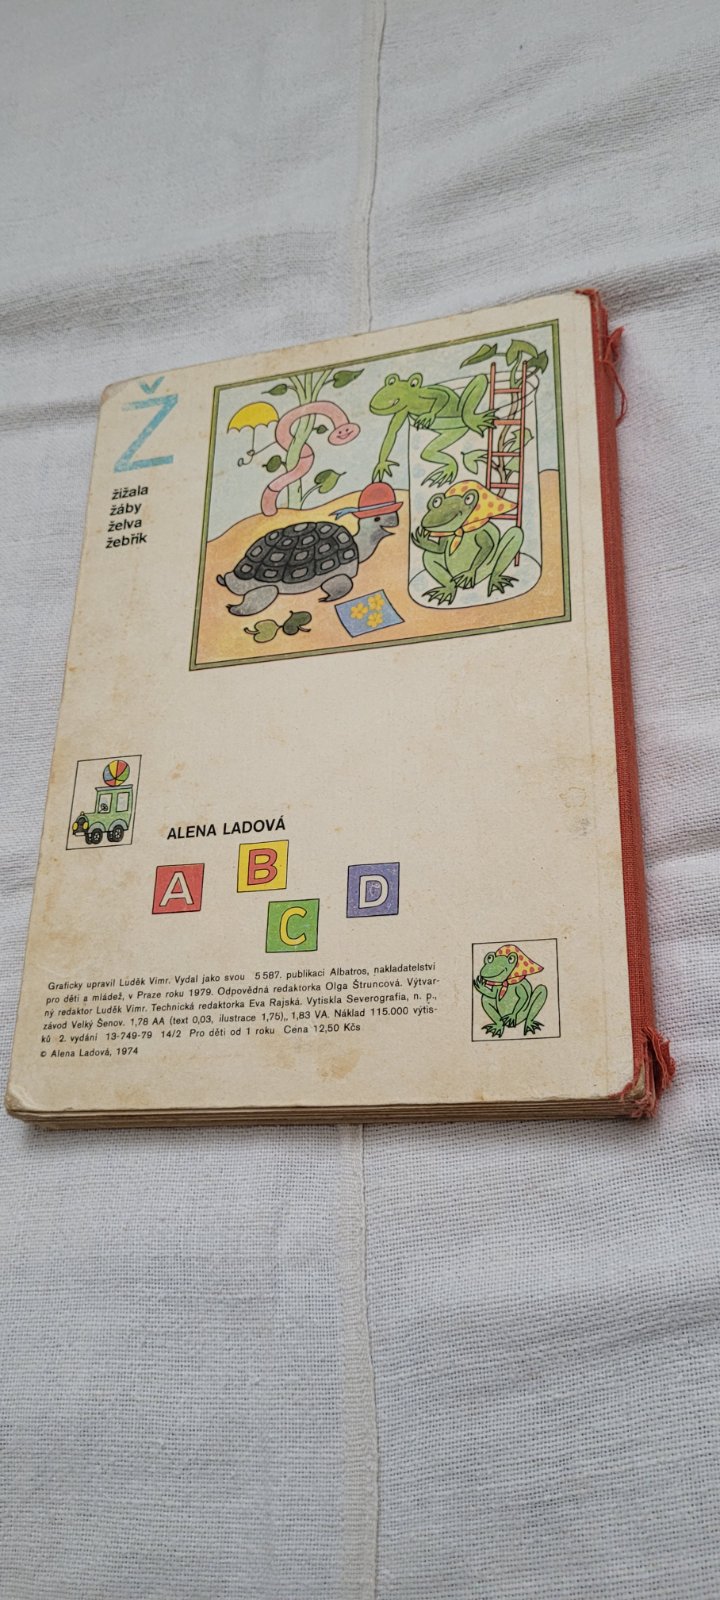 Ž
žižala
žáby
želva
žebřík
ALENA LADOVÁ
A
B
C
D
Graficky upravil Luděk Vimr. Vydal jako svou 5 587. publikaci Albatros, nakladatelství
pro děti a mládež, v Praze roku 1979. Odpovědná redaktorka Olga Štruncová. Výtvar-
ný redaktor Luděk Vimr. Technická redaktorka Eva Rajská. Vytiskla Severografia, n. p.,
závod Velký Šenov. 1,78 AA (text 0,03, ilustrace 1,75)., 1,83 VA. Náklad 115.000 výtis-
ků 2. vydání 13-749-79 14/2 Pro děti od 1 roku Cena 12,50 Kčs
© Alena Ladová, 1974